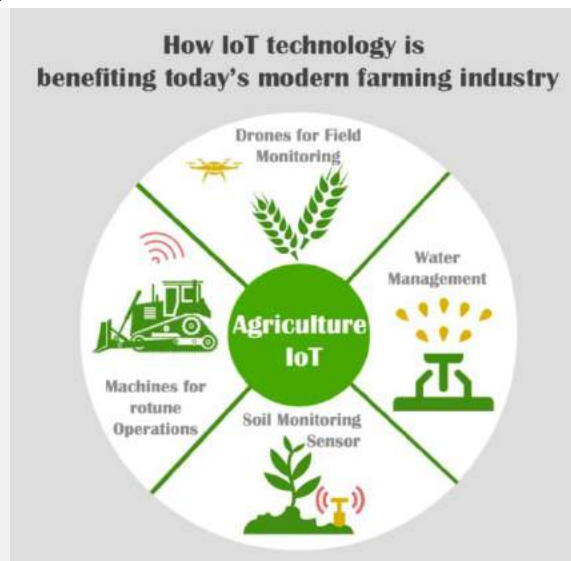 How IoT technology is
benefiting today's modern farming industry
Drones for Field
Monitoring
Water
Management
Agriculture
IoT
Machines for
rotune
Operations
Soil Monitoring
Sensor